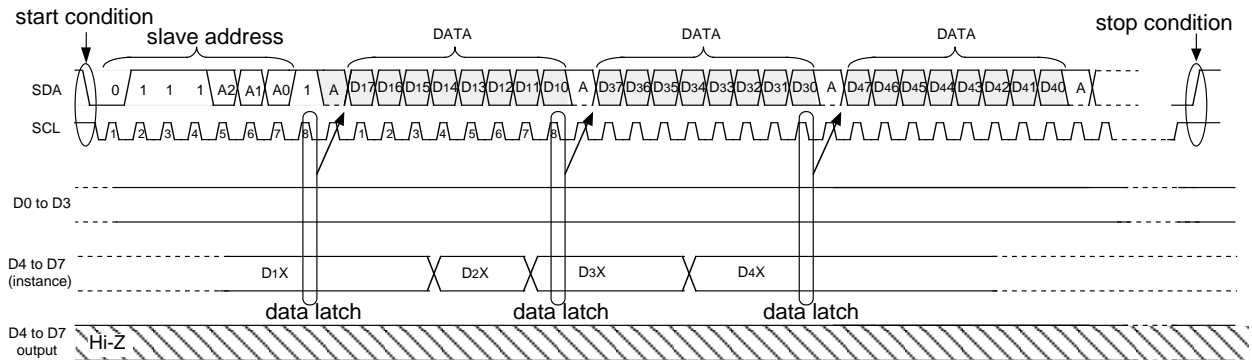 start condition
stop condition
slave address
DATA
DATA
DATA
SDA
0 1 1 1 A2 A1 A0 1 A D17 D16 D15 D14 D13 D12 D11 D10 A D37 D36 D35 D34 D33 D32 D31 D30 A D47 D46 D45 D44 D43 D42 D41 D40 A
SCL
1 2 3 4 5 6 7 8 1 2 3 4 5 6 7 8
D0 to D3
D4 to D7
(instance)
D1X D2X D3X D4X
data latch
data latch
data latch
D4 to D7
output
Hi-Z